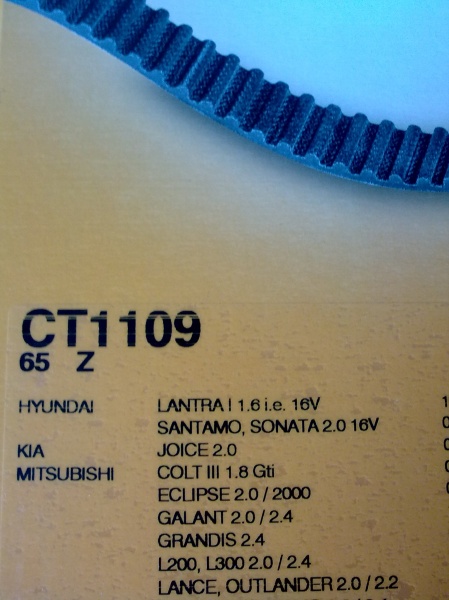 CT1109
65 Z
HYUNDAI LANTRA I 1.6 i.e. 16V 1
SANTAMO, SONATA 2.0 16V 0
KIA JOICE 2.0
MITSUBISHI COLT III 1.8 Gti
ECLIPSE 2.0 / 2000
GALANT 2.0 / 2.4
GRANDIS 2.4
L200, L300 2.0 / 2.4
LANCE, OUTLANDER 2.0 / 2.2